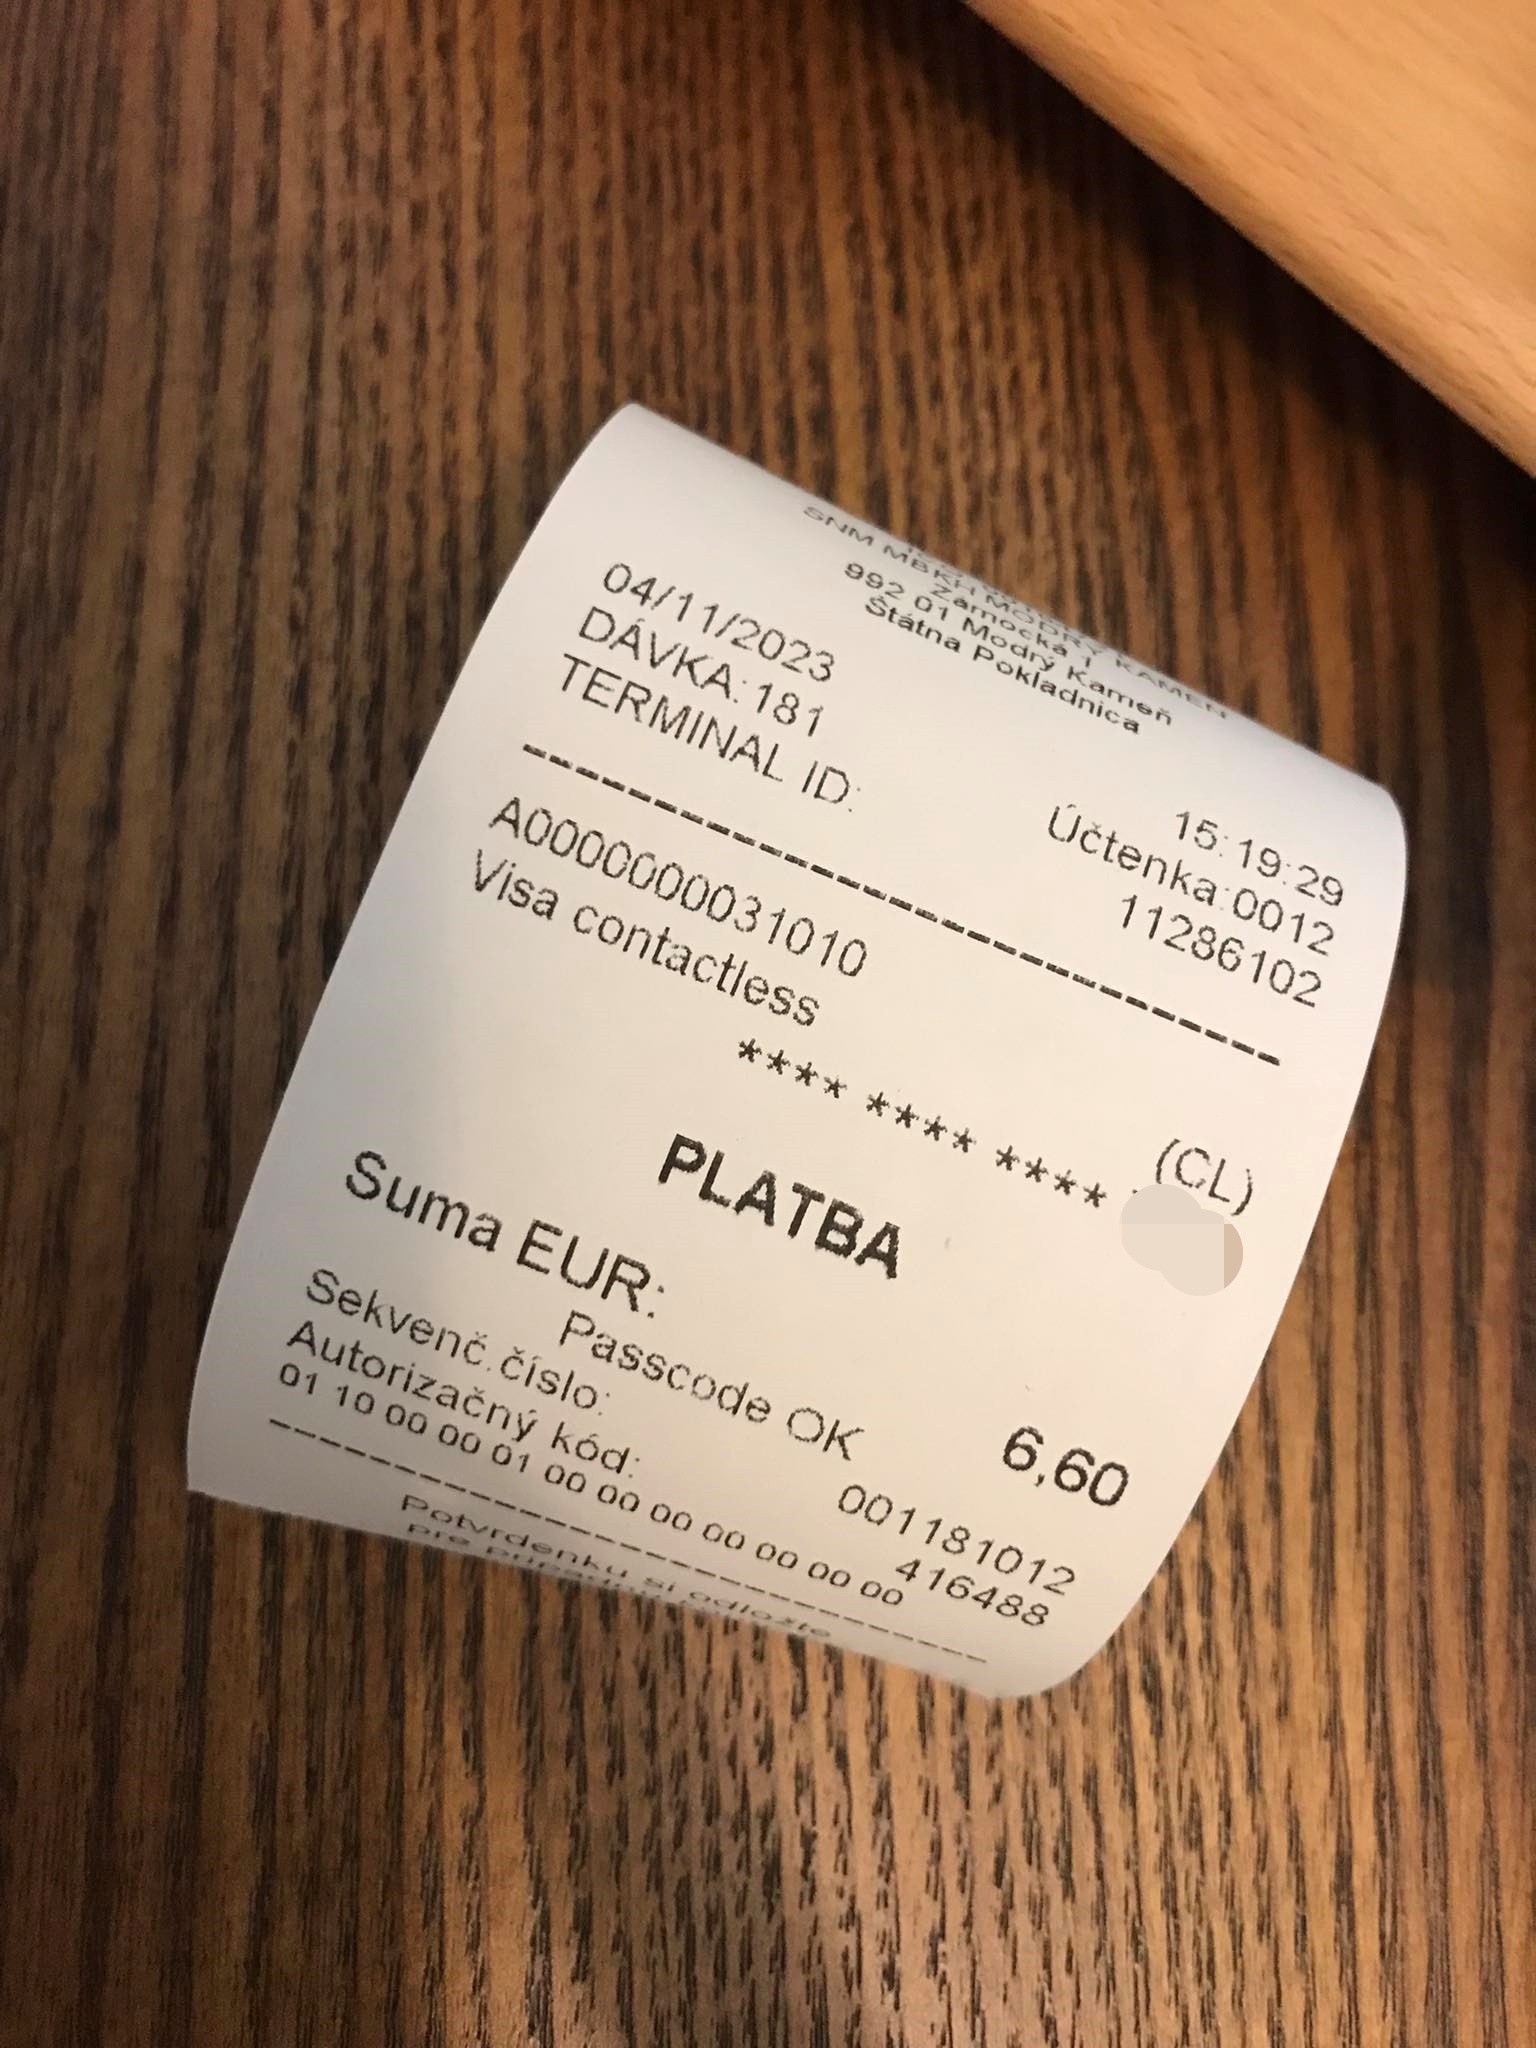 SNM MBKH MODRÝ KAMEŇ
Zámocká 1
992 01 Modrý Kameň
Štátna Pokladnica
04/11/2023 15:19:29
DÁVKA:181 Účtenka:0012
TERMINAL ID: 11286102
--------------------------------
A0000000031010
Visa contactless (CL)
**** **** ****
PLATBA
Suma EUR: 6,60
Passcode OK
Sekvenč.číslo: 001181012
Autorizačný kód: 416488
01 10 00 00 01 00 00 00 00 00 00 00
--------------------------------
Potvrdenku si odložte
pre